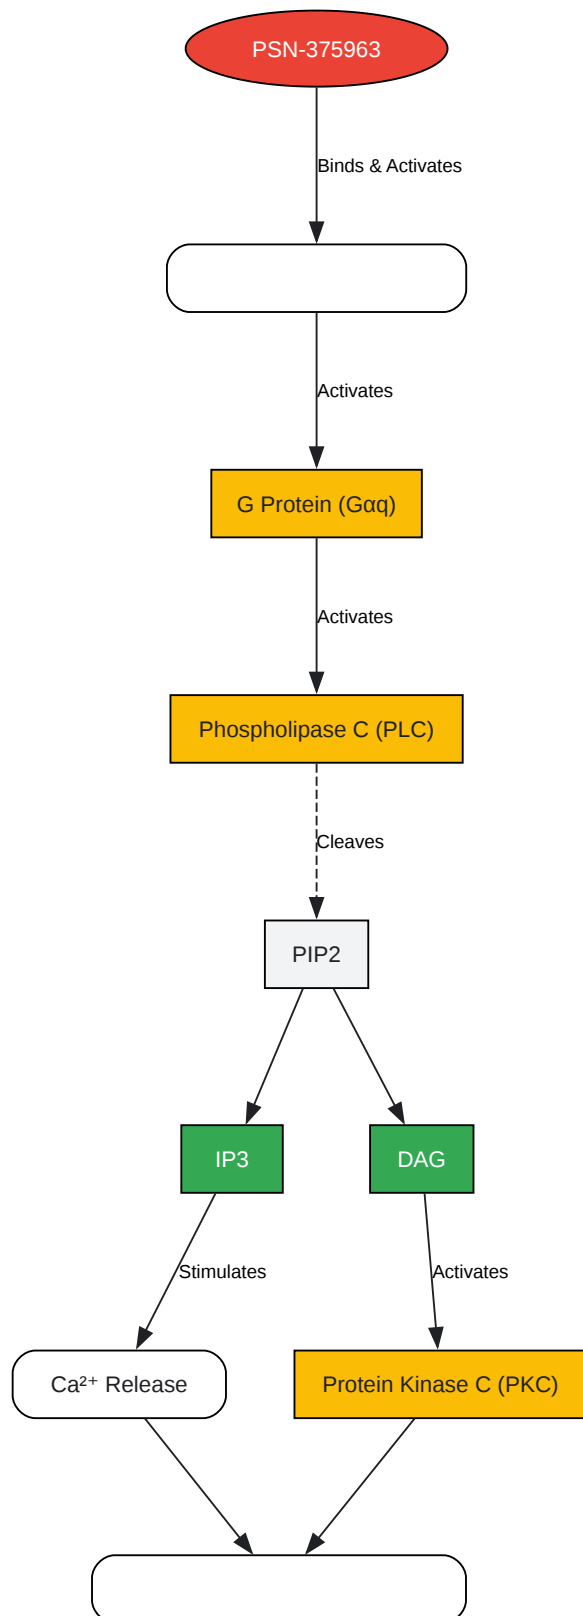 PSN-375963
Binds & Activates
Activates
G Protein (Gαq)
Activates
Phospholipase C (PLC)
Cleaves
PIP2
IP3
DAG
Stimulates
Activates
Ca²⁺ Release
Protein Kinase C (PKC)